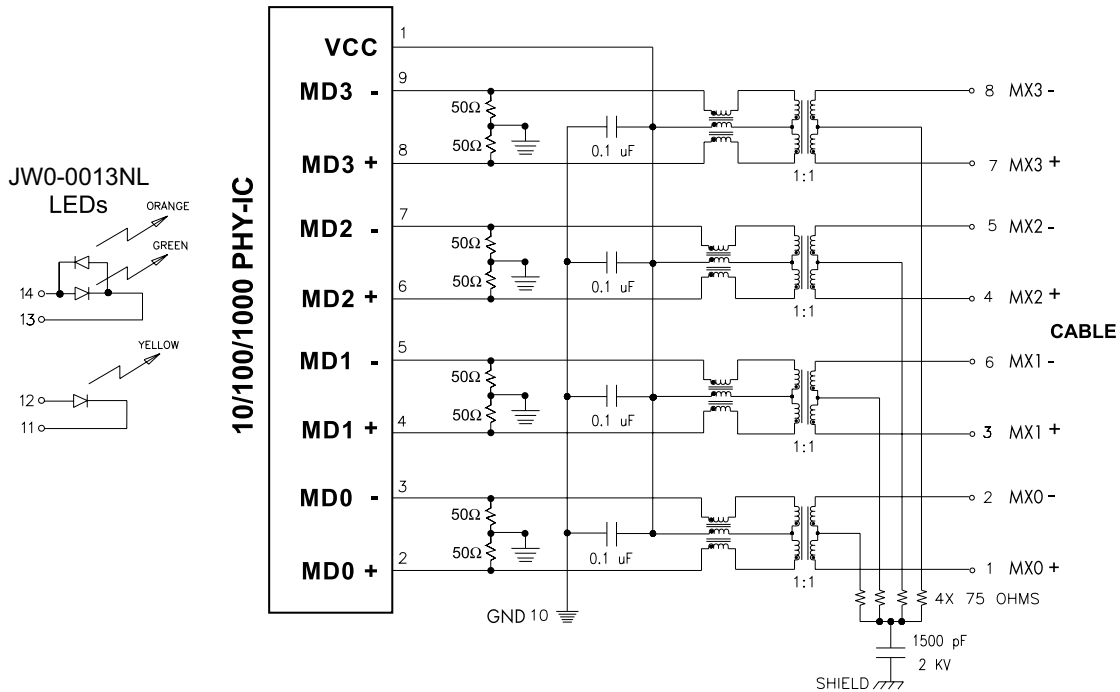 JW0-0013NL
LEDs
ORANGE
GREEN
14
13
YELLOW
12
11
10/100/1000 PHY-IC
VCC
1
MD3 -
9
50Ω
50Ω
0.1 uF
MD3 +
8
1:1
8 MX3 -
7 MX3 +
MD2 -
7
50Ω
50Ω
0.1 uF
MD2 +
6
1:1
5 MX2 -
4 MX2 +
CABLE
MD1 -
5
50Ω
50Ω
0.1 uF
MD1 +
4
1:1
6 MX1 -
3 MX1 +
MD0 -
3
50Ω
50Ω
0.1 uF
MD0 +
2
1:1
2 MX0 -
1 MX0 +
GND 10
4X 75 OHMS
1500 pF
2 KV
SHIELD